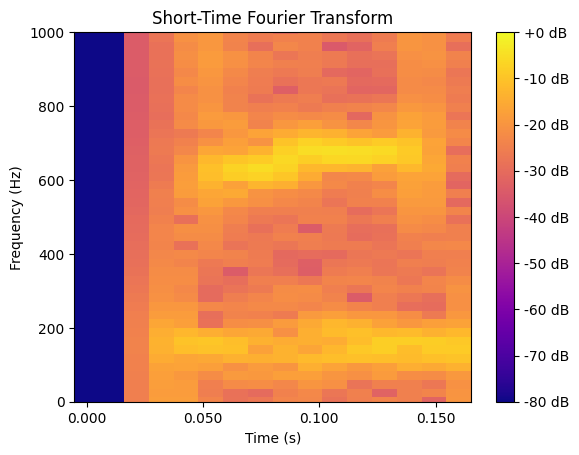 Short-Time Fourier Transform
1000
800
600
400
200
0
Frequency (Hz)
0.000
0.050
0.100
0.150
Time (s)
+0 dB
-10 dB
-20 dB
-30 dB
-40 dB
-50 dB
-60 dB
-70 dB
-80 dB